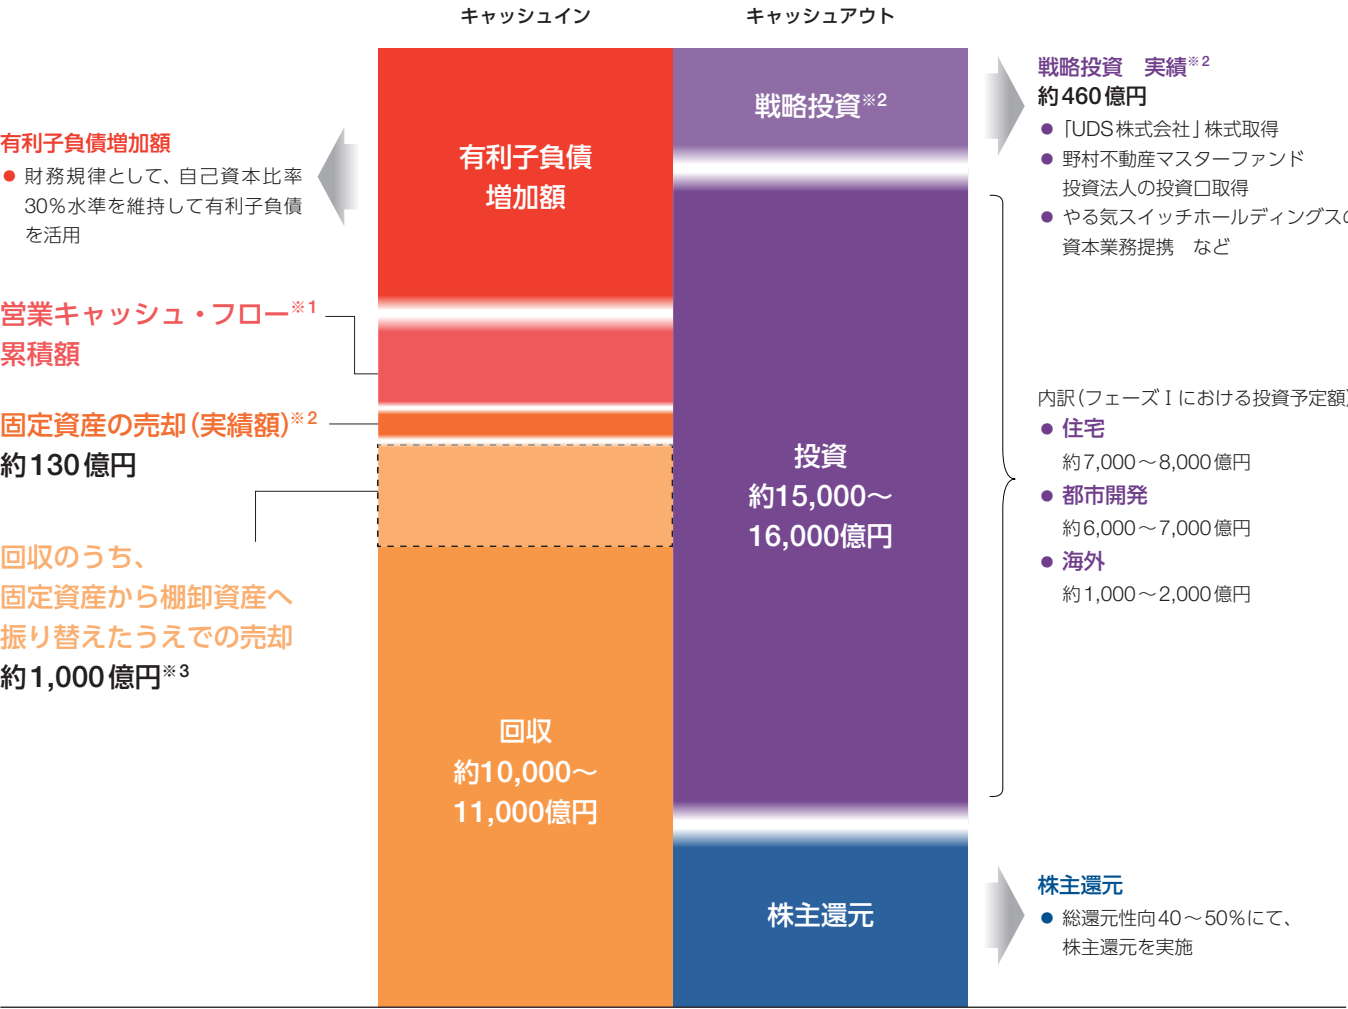 キャッシュイン
キャッシュアウト
有利子負債増加額
● 財務規律として、自己資本比率
30%水準を維持して有利子負債
を活用
営業キャッシュ・フロー※1
累積額
固定資産の売却(実績額)※2
約130億円
回収のうち、
固定資産から棚卸資産へ
振り替えたうえでの売却
約1,000億円※3
有利子負債
増加額
回収
約10,000〜
11,000億円
戦略投資※2
投資
約15,000〜
16,000億円
株主還元
戦略投資 実績※2
約460億円
● 「UDS株式会社」株式取得
● 野村不動産マスターファンド
投資法人の投資口取得
● やる気スイッチホールディングスの
資本業務提携 など
内訳(フェーズⅠにおける投資予定額)
● 住宅
約7,000〜8,000億円
● 都市開発
約6,000〜7,000億円
● 海外
約1,000〜2,000億円
株主還元
● 総還元性向40〜50%にて、
株主還元を実施